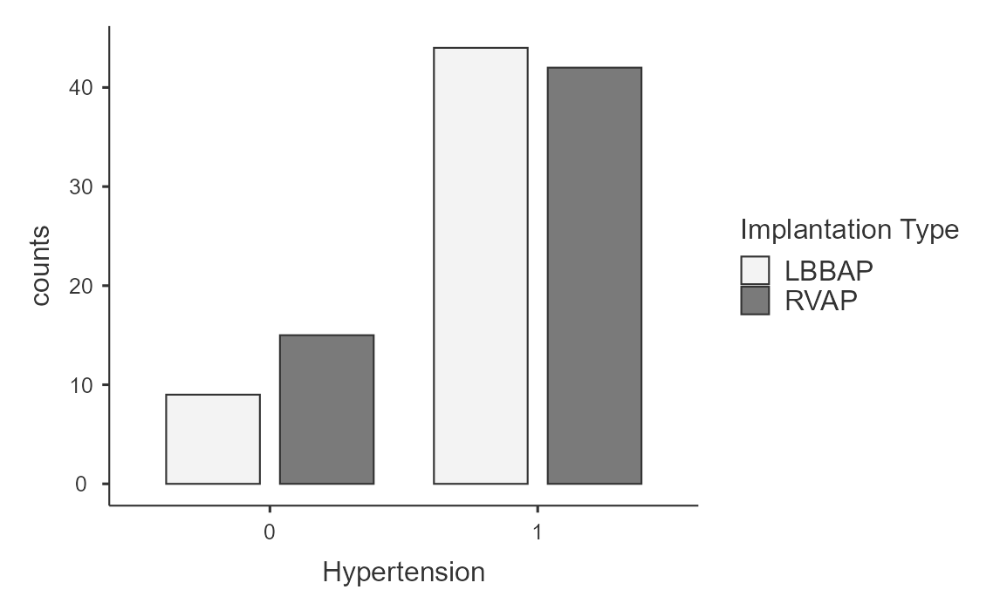 counts
40
30
20
10
0
0 1
Hypertension
Implantation Type
LBBAP
RVAP